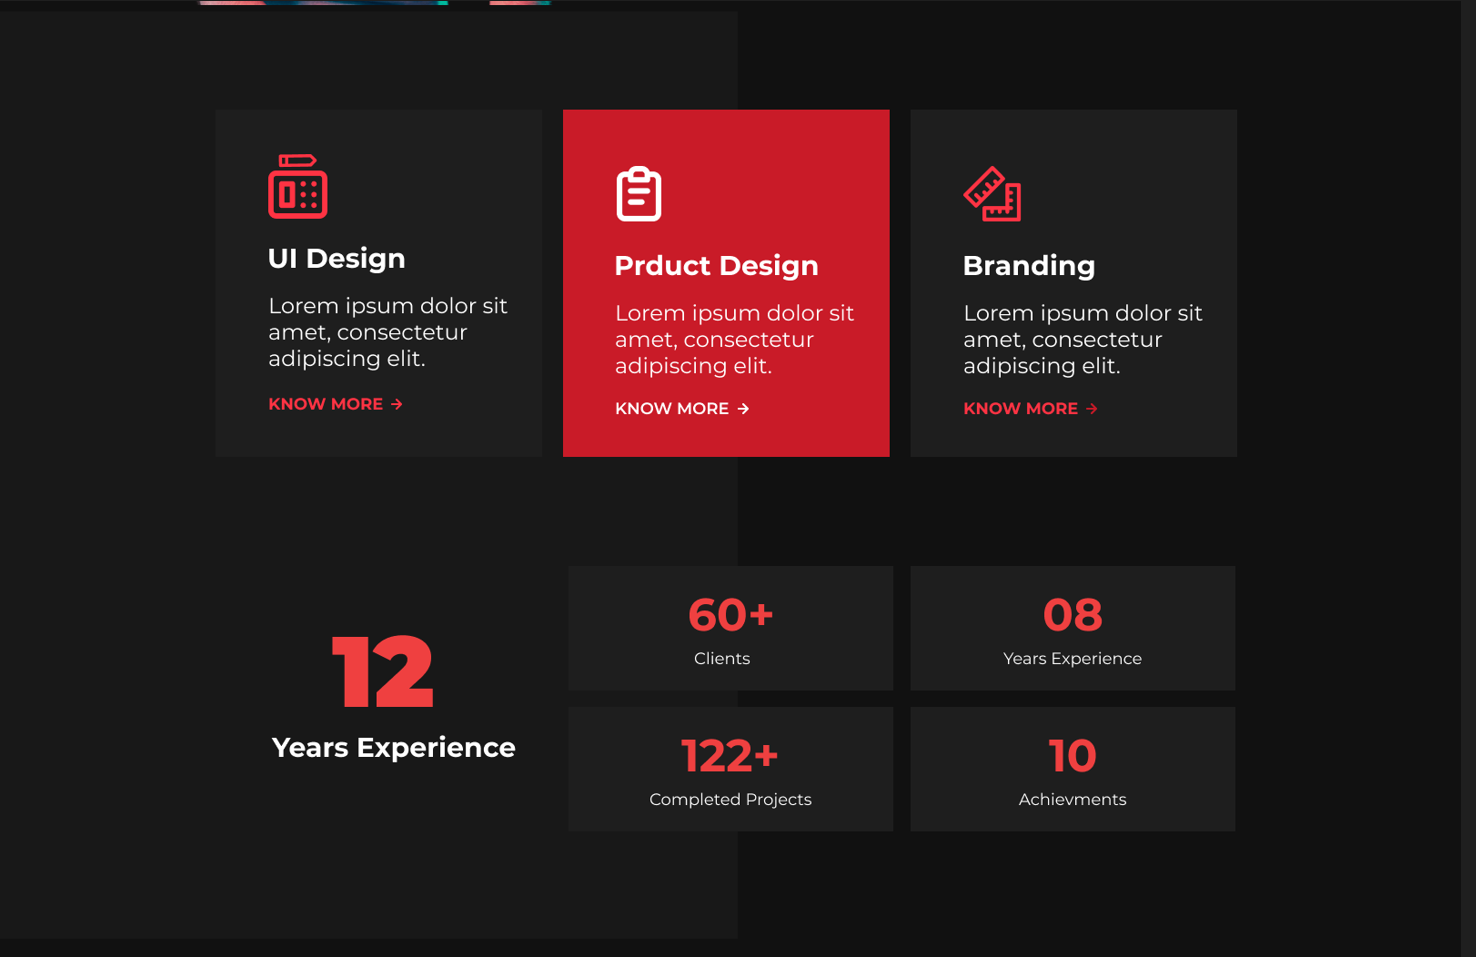 UI Design
Lorem ipsum dolor sit
amet, consectetur
adipiscing elit.
KNOW MORE →
Prduct Design
Lorem ipsum dolor sit
amet, consectetur
adipiscing elit.
KNOW MORE →
Branding
Lorem ipsum dolor sit
amet, consectetur
adipiscing elit.
KNOW MORE →
12
Years Experience
60+
Clients
08
Years Experience
122+
Completed Projects
10
Achievments